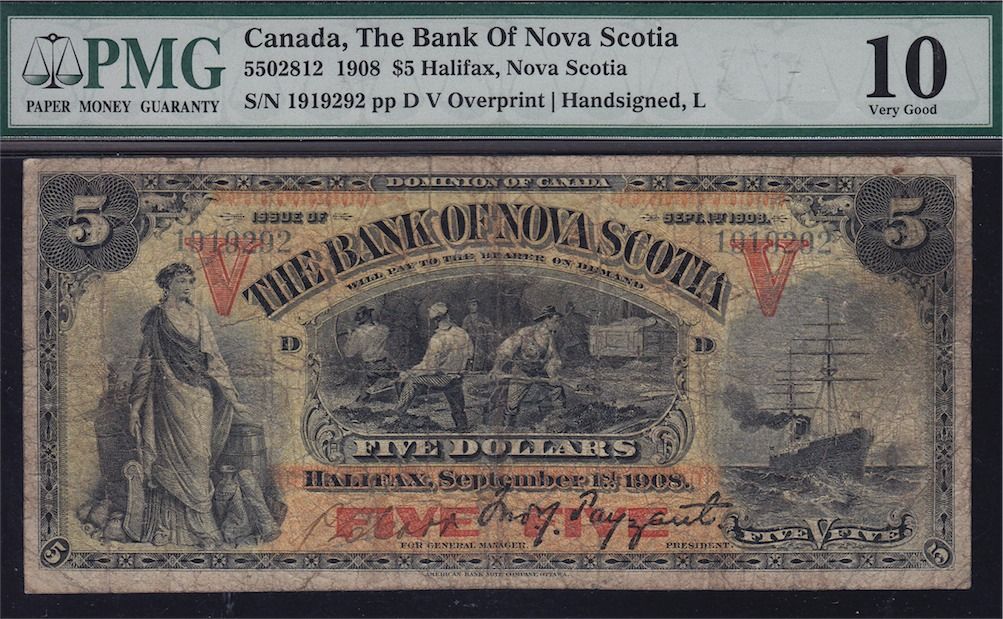 PMG
PAPER MONEY GUARANTY
Canada, The Bank Of Nova Scotia
5502812 1908 $5 Halifax, Nova Scotia
S/N 1919292 pp D V Overprint | Handsigned, L
10
Very Good
DOMINION OF CANADA
5 5
ISSUE OF SEPT. 1ST 1908.
1919292 1919292
V V
THE BANK OF NOVA SCOTIA
WILL PAY TO THE BEARER ON DEMAND
D D
FIVE DOLLARS
HALIFAX, September 1st, 1908.
FIVE FIVE
Jno Y. Payzant
FOR GENERAL MANAGER. PRESIDENT.
FIVE V FIVE
5 5
AMERICAN BANK NOTE COMPANY, OTTAWA.